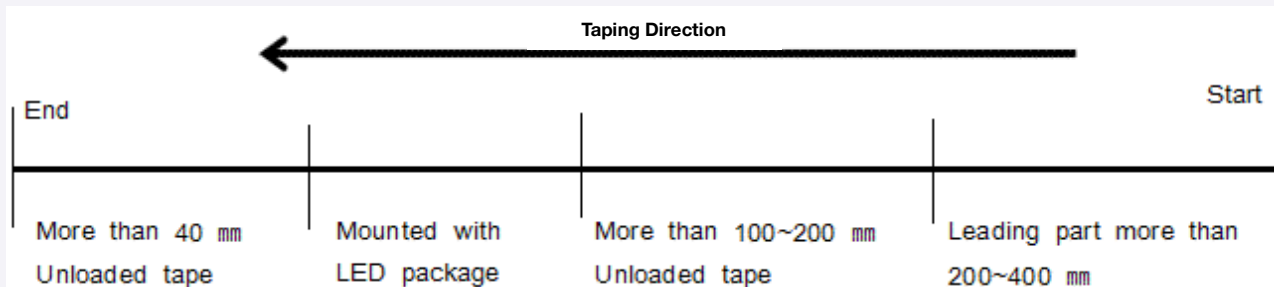 Taping Direction
Start
End
More than 40 ㎜
Unloaded tape
Mounted with
LED package
More than 100~200 ㎜
Unloaded tape
Leading part more than
200~400 ㎜